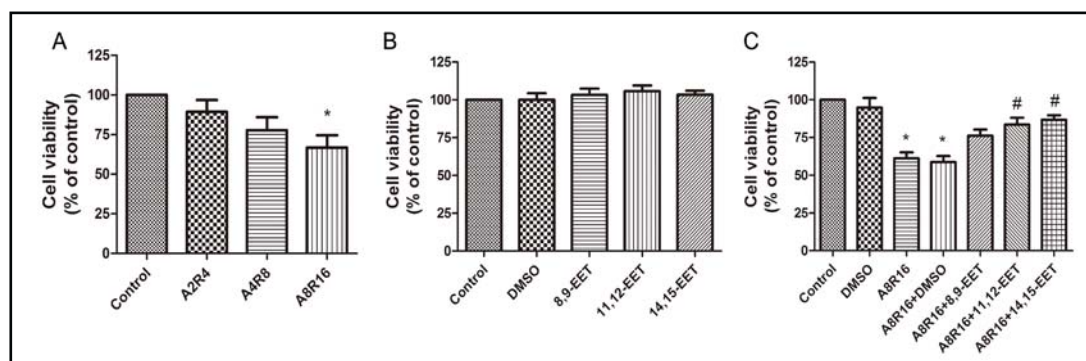 A
Cell viability
(% of control)
125
100
75
50
25
0
*
Control
A2R4
A4R8
A8R16
B
Cell viability
(% of control)
125
100
75
50
25
0
Control
DMSO
8,9-EET
11,12-EET
14,15-EET
C
Cell viability
(% of control)
125
100
75
50
25
0
*
*
#
#
Control
DMSO
A8R16
A8R16+DMSO
A8R16+8,9-EET
A8R16+11,12-EET
A8R16+14,15-EET